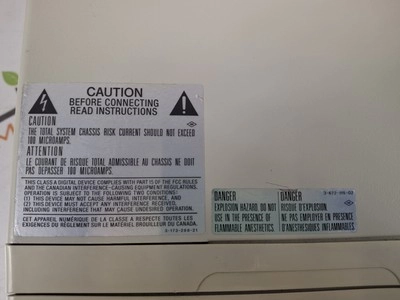 CAUTION
BEFORE CONNECTING
READ INSTRUCTIONS
CAUTION
THE TOTAL SYSTEM CHASSIS RISK CURRENT SHOULD NOT EXCEED
100 MICROAMPS.
ATTENTION
LE COURANT DE RISQUE TOTAL ADMISSIBLE AU CHASSIS NE DOIT
PAS DEPASSER 100 MICROAMPS.
THIS CLASS A DIGITAL DEVICE COMPLIES WITH PART 15 OF THE FCC RULES
AND THE CANADIAN INTERFERENCE-CAUSING EQUIPMENT REGULATIONS.
OPERATION IS SUBJECT TO THE FOLLOWING TWO CONDITIONS:
(1) THIS DEVICE MAY NOT CAUSE HARMFUL INTERFERENCE, AND
(2) THIS DEVICE MUST ACCEPT ANY INTERFERENCE RECEIVED,
INCLUDING INTERFERENCE THAT MAY CAUSE UNDESIRED OPERATION.
CET APPAREIL NUMÉRIQUE DE LA CLASSE A RESPECTE TOUTES LES
EXIGENCES DU RÈGLEMENT SUR LE MATÉRIEL BROUILLEUR DU CANADA.
DANGER
EXPLOSION HAZARD DO NOT
USE IN THE PRESENCE OF
FLAMMABLE ANESTHETICS
DANGER
RISQUE D'EXPLOSION
NE PAS EMPLOYER EN PRESENCE
D'ANESTHESIQUES INFLAMMABLES